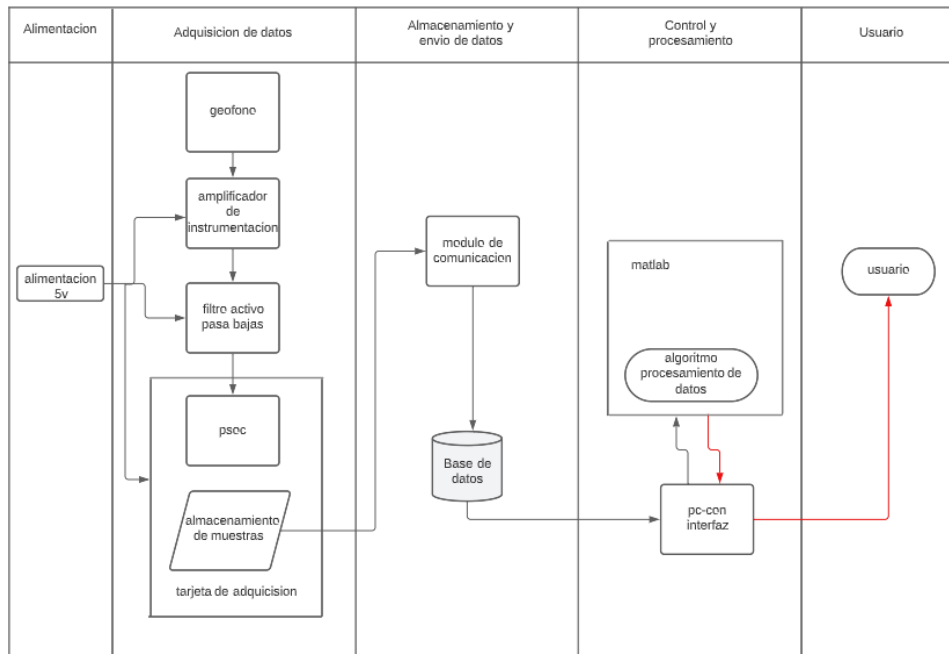 Alimentacion
Adquisicion de datos
Almacenamiento y
envio de datos
Control y
procesamiento
Usuario
geofono
amplificador
de
instrumentacion
alimentacion
5v
filtro activo
pasa bajas
psoc
almacenamiento
de muestras
tarjeta de adquicision
modulo de
comunicacion
Base de
datos
matlab
algoritmo
procesamiento de
datos
pc-con
interfaz
usuario